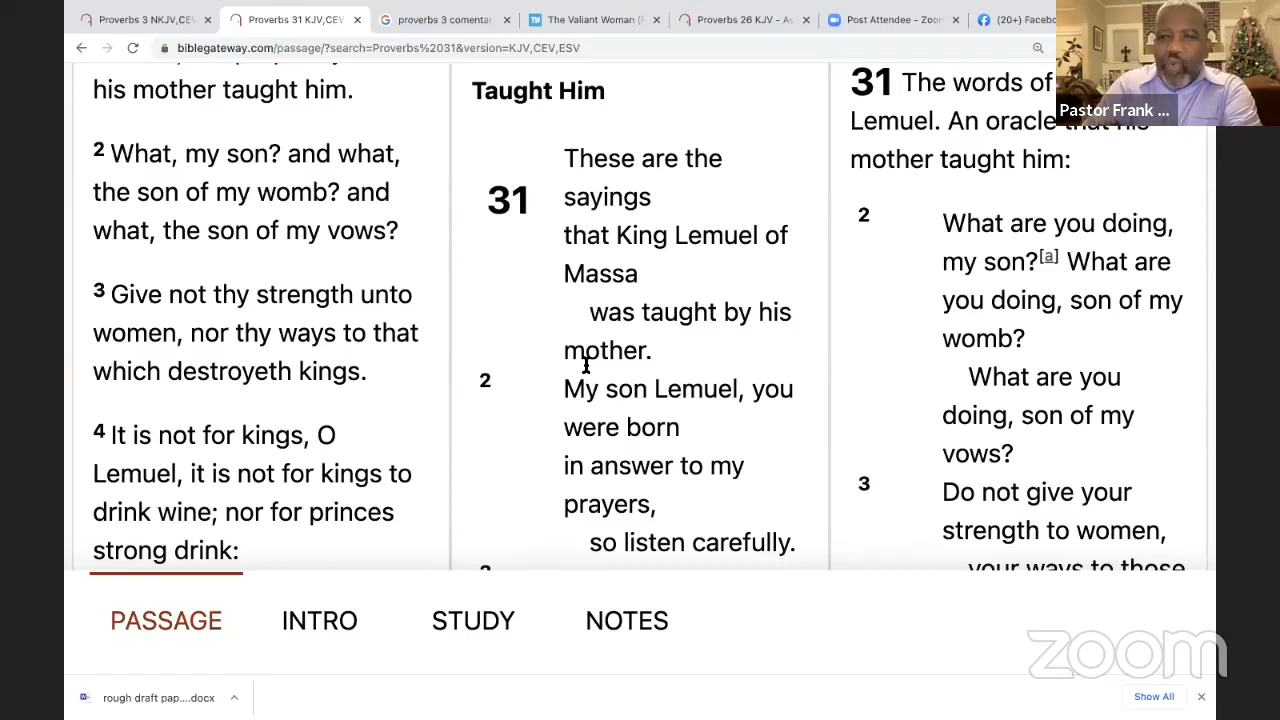 Proverbs 3 NKJV,CEV
Proverbs 31 KJV,CEV
proverbs 3 comentar
The Valiant Woman (P
Proverbs 26 KJV - A
Post Attendee - Zoo
(20+) Faceb
biblegateway.com/passage/?search=Proverbs%2031&version=KJV,CEV,ESV
Pastor Frank ...
his mother taught him.
2 What, my son? and what,
the son of my womb? and
what, the son of my vows?
3 Give not thy strength unto
women, nor thy ways to that
which destroyeth kings.
4 It is not for kings, O
Lemuel, it is not for kings to
drink wine; nor for princes
strong drink:
Taught Him
31
These are the
sayings
that King Lemuel of
Massa
was taught by his
mother.
2
My son Lemuel, you
were born
in answer to my
prayers,
so listen carefully.
31 The words of
Lemuel. An oracle that his
mother taught him:
2
What are you doing,
my son?[a] What are
you doing, son of my
womb?
What are you
doing, son of my
vows?
3
Do not give your
strength to women,
your ways to those
PASSAGE
INTRO
STUDY
NOTES
zoom
rough draft pap....docx
Show All